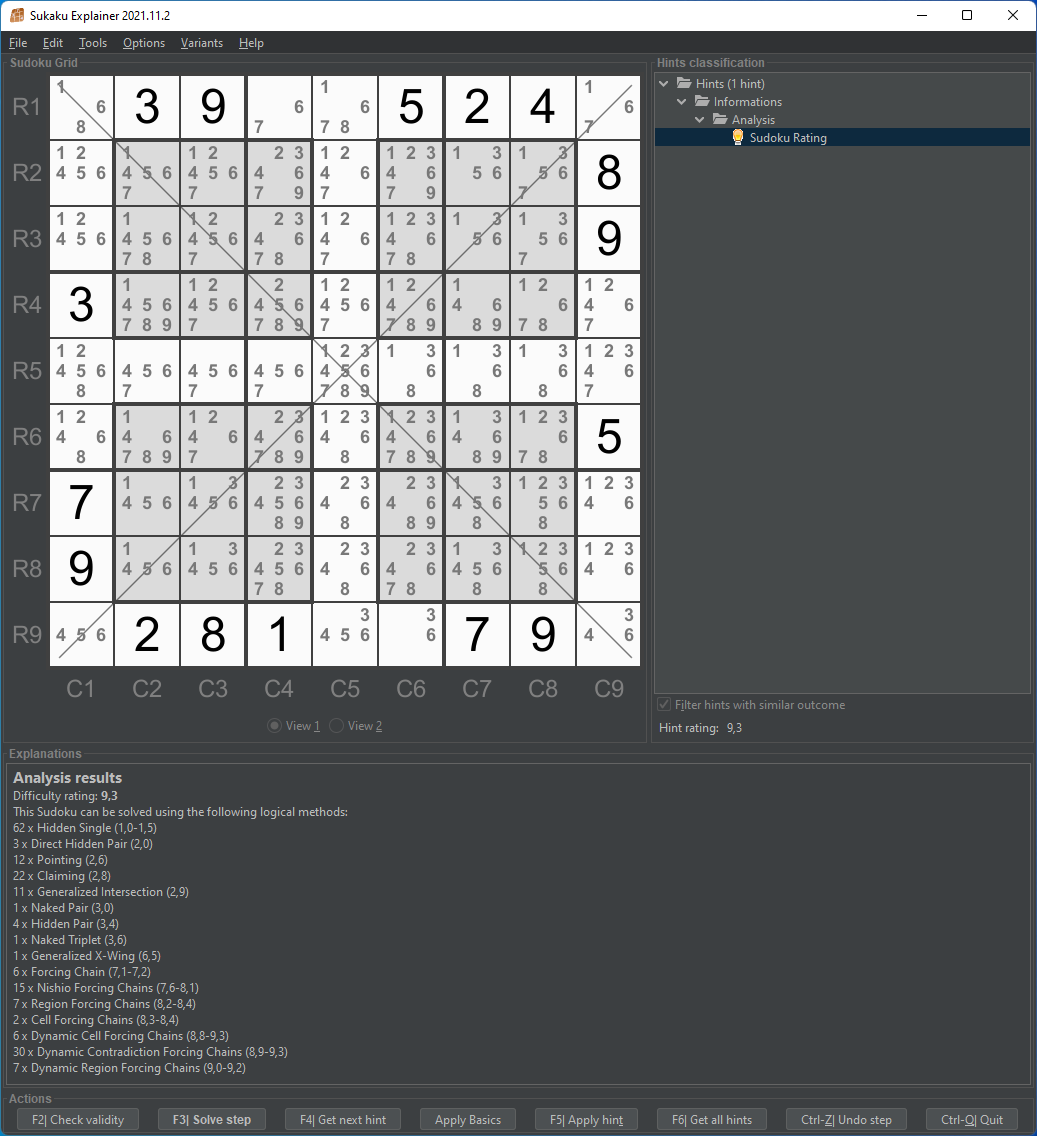 Sukaku Explainer 2021.11.2
File Edit Tools Options Variants Help
Sudoku Grid
1 1 1
R1 6 3 9 6 6 5 2 4 6
8 7 7 8 7
1 2 1 1 2 2 3 1 2 1 2 3 1 3 1 3
R2 4 5 6 4 5 6 4 5 6 4 6 4 6 4 6 5 6 5 6 8
7 7 7 9 7 7 9 7
1 2 1 1 2 2 3 1 2 1 2 3 1 3 1 3
R3 4 5 6 4 5 6 4 5 6 4 6 4 6 4 6 5 6 5 6 9
7 8 7 7 8 7 7 8 7
1 1 2 2 1 2 1 2 1 1 2 1 2
R4 3 4 5 6 4 5 6 4 5 6 4 5 6 4 6 4 6 6 4 6
7 8 9 7 7 8 9 7 7 8 9 8 9 7 8 7
1 2 1 2 3 1 3 1 3 1 3 1 2 3
R5 4 5 6 4 5 6 4 5 6 4 5 6 4 5 6 6 6 6 4 6
8 7 7 7 7 8 9 8 8 8 7
1 2 1 1 2 2 3 1 2 3 1 2 3 1 3 1 2 3
R6 4 6 4 6 4 6 4 6 4 6 4 6 4 6 6 5
8 7 8 9 7 7 8 9 8 7 8 9 8 9 7 8
1 1 3 2 3 2 3 2 3 1 3 1 2 3 1 2 3
R7 7 4 5 6 4 5 6 4 5 6 4 6 4 6 4 5 6 5 6 4 6
8 9 8 8 9 8 8
1 1 3 2 3 2 3 2 3 1 3 1 2 3 1 2 3
R8 9 4 5 6 4 5 6 4 5 6 4 6 4 6 4 5 6 5 6 4 6
7 8 8 7 8 8 8
3 3 3
R9 4 5 6 2 8 1 4 5 6 6 7 9 4 6
C1 C2 C3 C4 C5 C6 C7 C8 C9
View 1 View 2
Hints classification
Hints (1 hint)
Informations
Analysis
Sudoku Rating
Filter hints with similar outcome
Hint rating: 9,3
Explanations
Analysis results
Difficulty rating: 9,3
This Sudoku can be solved using the following logical methods:
62 x Hidden Single (1,0-1,5)
3 x Direct Hidden Pair (2,0)
12 x Pointing (2,6)
22 x Claiming (2,8)
11 x Generalized Intersection (2,9)
1 x Naked Pair (3,0)
4 x Hidden Pair (3,4)
1 x Naked Triplet (3,6)
1 x Generalized X-Wing (6,5)
6 x Forcing Chain (7,1-7,2)
15 x Nishio Forcing Chains (7,6-8,1)
7 x Region Forcing Chains (8,2-8,4)
2 x Cell Forcing Chains (8,3-8,4)
6 x Dynamic Cell Forcing Chains (8,8-9,3)
30 x Dynamic Contradiction Forcing Chains (8,9-9,3)
7 x Dynamic Region Forcing Chains (9,0-9,2)
Actions
F2| Check validity F3| Solve step F4| Get next hint Apply Basics F5| Apply hint F6| Get all hints Ctrl-Z| Undo step Ctrl-Q| Quit